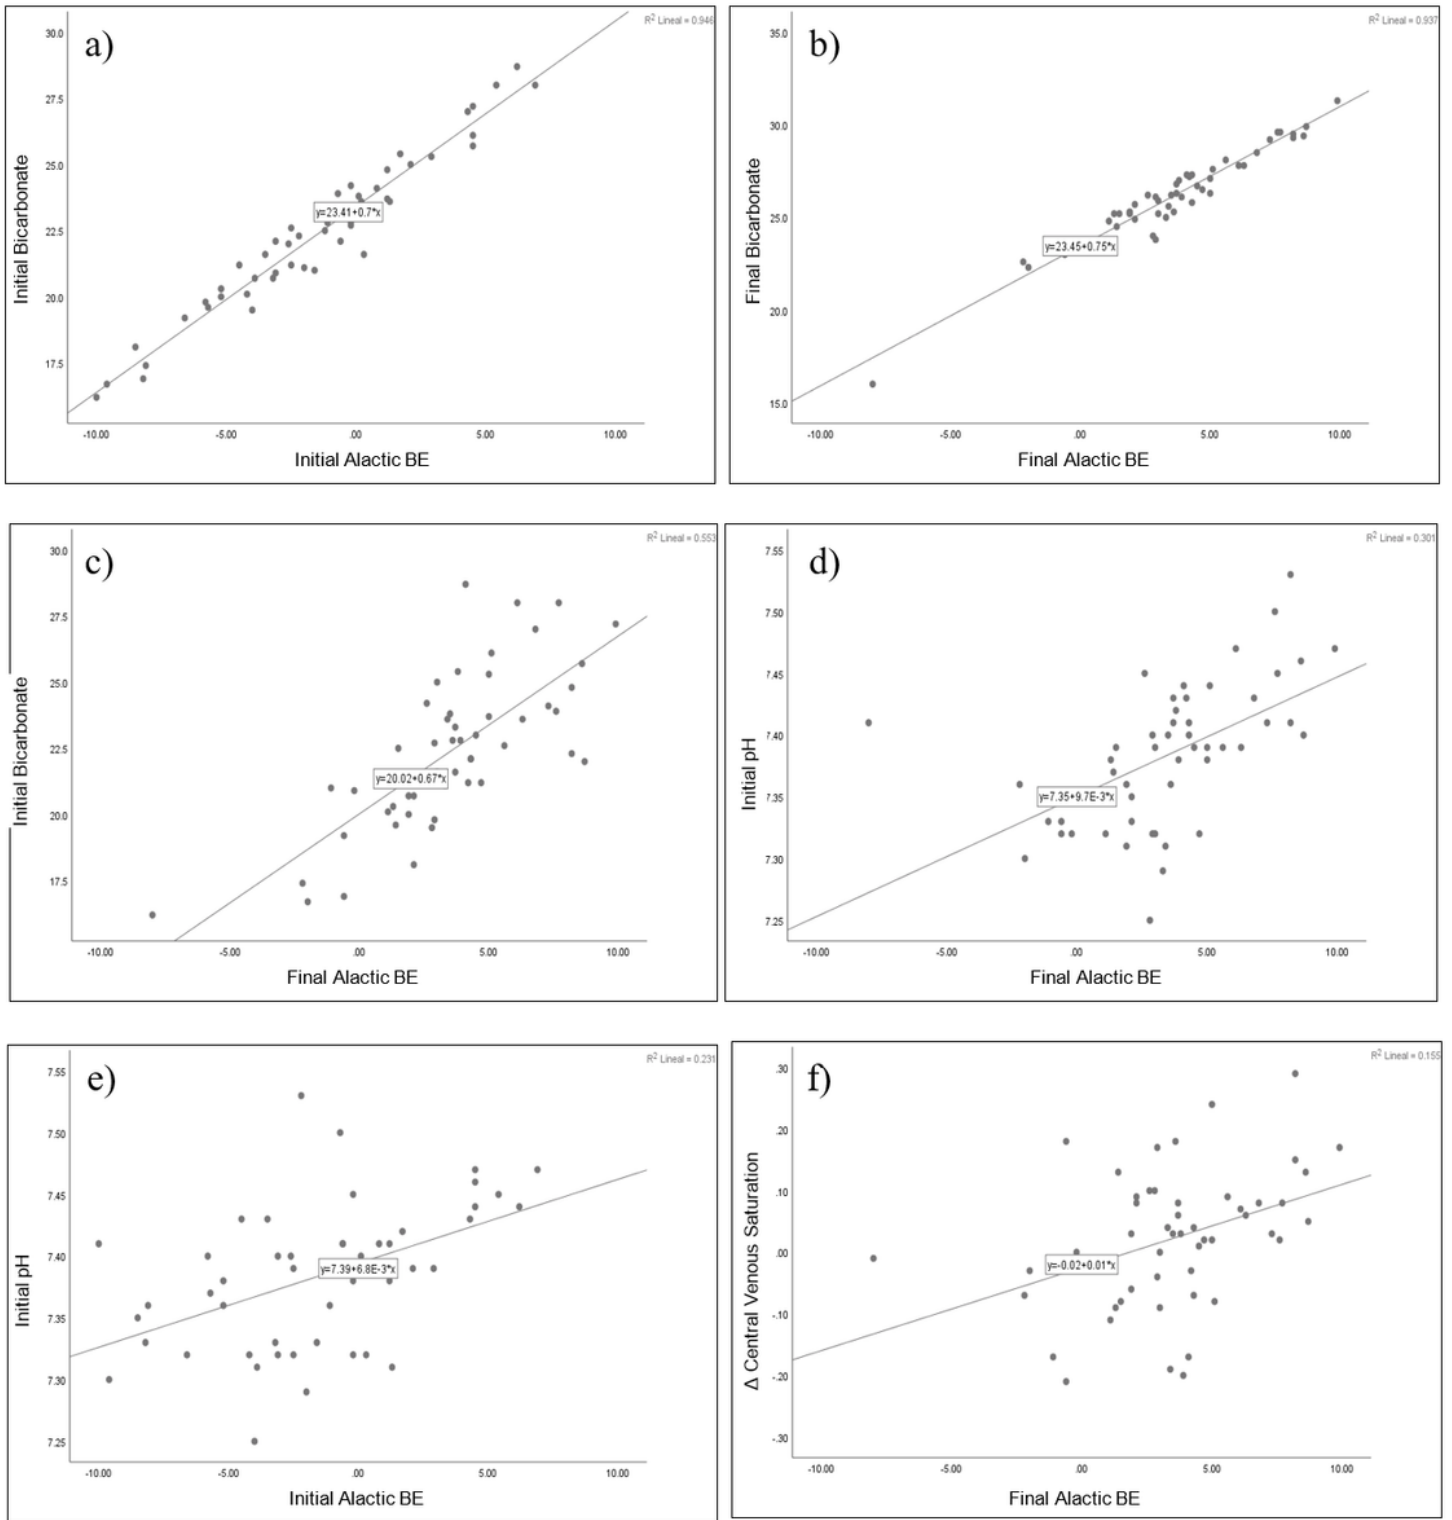 a)
R² Lineal = 0.946
30.0
27.5
25.0
22.5
20.0
17.5
Initial Bicarbonate
y=23.41+0.7*x
-10.00
-5.00
.00
5.00
10.00
Initial Alactic BE
b)
R² Lineal = 0.937
35.0
30.0
25.0
20.0
15.0
Final Bicarbonate
y=23.45+0.75*x
-10.00
-5.00
.00
5.00
10.00
Final Alactic BE
c)
R² Lineal = 0.553
30.0
27.5
25.0
22.5
20.0
17.5
Initial Bicarbonate
y=20.02+0.67*x
-10.00
-5.00
.00
5.00
10.00
Final Alactic BE
d)
R² Lineal = 0.301
7.55
7.50
7.45
7.40
7.35
7.30
7.25
Initial pH
y=7.35+9.7E-3*x
-10.00
-5.00
.00
5.00
10.00
Final Alactic BE
e)
R² Lineal = 0.231
7.55
7.50
7.45
7.40
7.35
7.30
7.25
Initial pH
y=7.39+6.8E-3*x
-10.00
-5.00
.00
5.00
10.00
Initial Alactic BE
f)
R² Lineal = 0.155
.30
.20
.10
.00
-.10
-.20
-.30
Δ Central Venous Saturation
y=-0.02+0.01*x
-10.00
-5.00
.00
5.00
10.00
Final Alactic BE